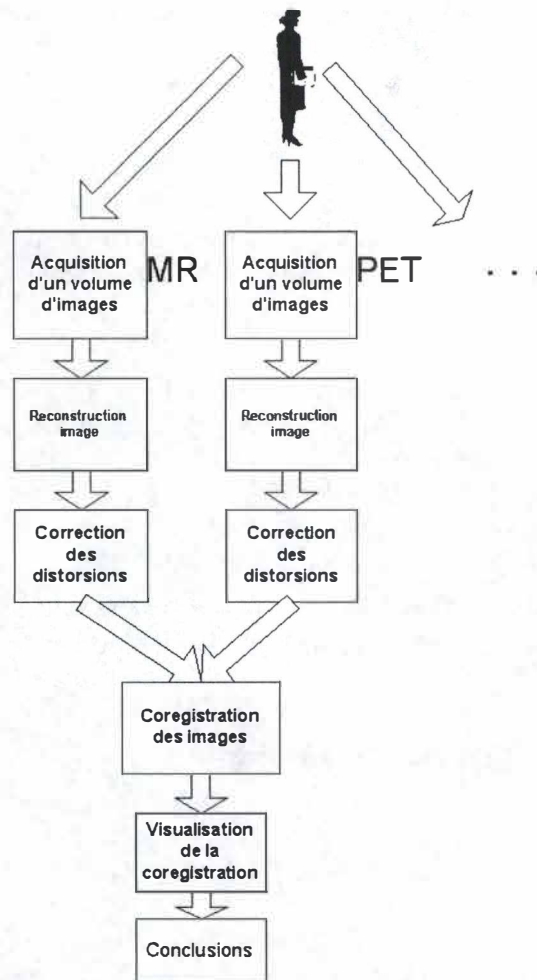 Acquisition
d'un volume
d'images
MR
Acquisition
d'un volume
d'images
PET
. . .
Reconstruction
image
Reconstruction
image
Correction
des
distorsions
Correction
des
distorsions
Coregistration
des images
Visualisation
de la
coregistration
Conclusions